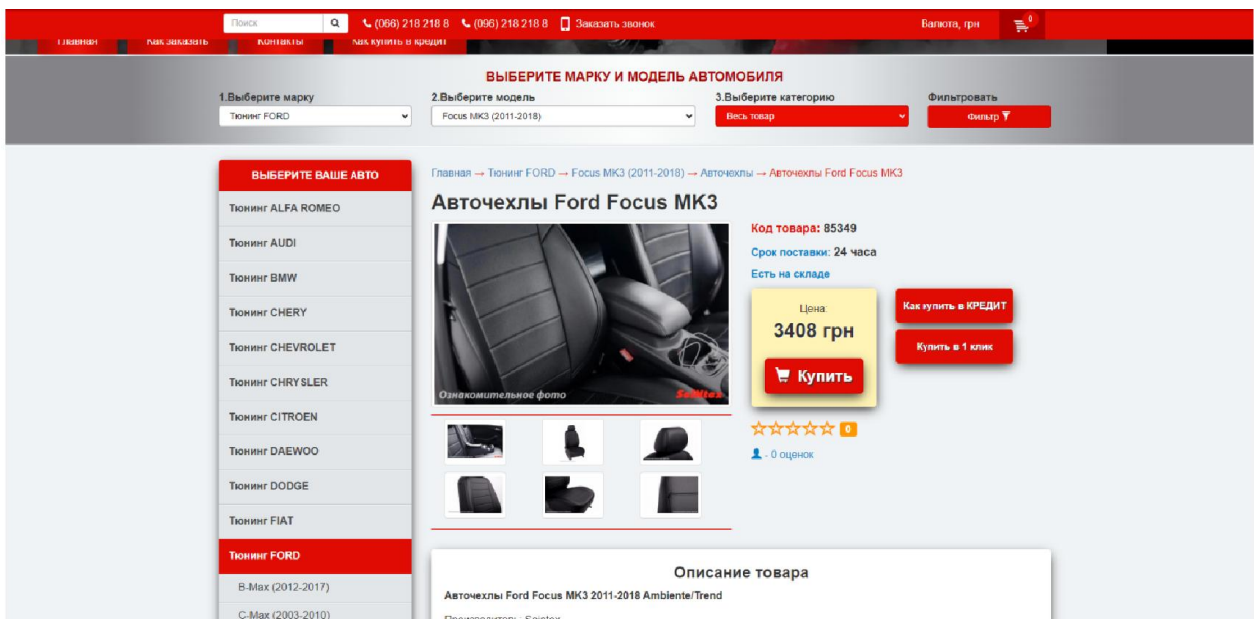 Поиск
(066) 218 218 8
(096) 218 218 8
Заказать звонок
Валюта, грн
0
Главная
Как заказать
Контакты
Как купить в кредит
ВЫБЕРИТЕ МАРКУ И МОДЕЛЬ АВТОМОБИЛЯ
1.Выберите марку
2.Выберите модель
3.Выберите категорию
Фильтровать
Тюнинг FORD
Focus MK3 (2011-2018)
Весь товар
Фильтр
ВЫБЕРИТЕ ВАШЕ АВТО
Тюнинг ALFA ROMEO
Тюнинг AUDI
Тюнинг BMW
Тюнинг CHERY
Тюнинг CHEVROLET
Тюнинг CHRYSLER
Тюнинг CITROEN
Тюнинг DAEWOO
Тюнинг DODGE
Тюнинг FIAT
Тюнинг FORD
B-Max (2012-2017)
C-Max (2003-2010)
Главная → Тюнинг FORD → Focus MK3 (2011-2018) → Авточехлы → Авточехлы Ford Focus MK3
Авточехлы Ford Focus MK3
Ознакомительное фото
Seintex
Код товара: 85349
Срок поставки: 24 часа
Есть на складе
Цена:
3408 грн
Купить
Как купить в КРЕДИТ
Купить в 1 клик
0
- 0 оценок
Описание товара
Авточехлы Ford Focus MK3 2011-2018 Ambiente/Trend
Производитель: Seintex